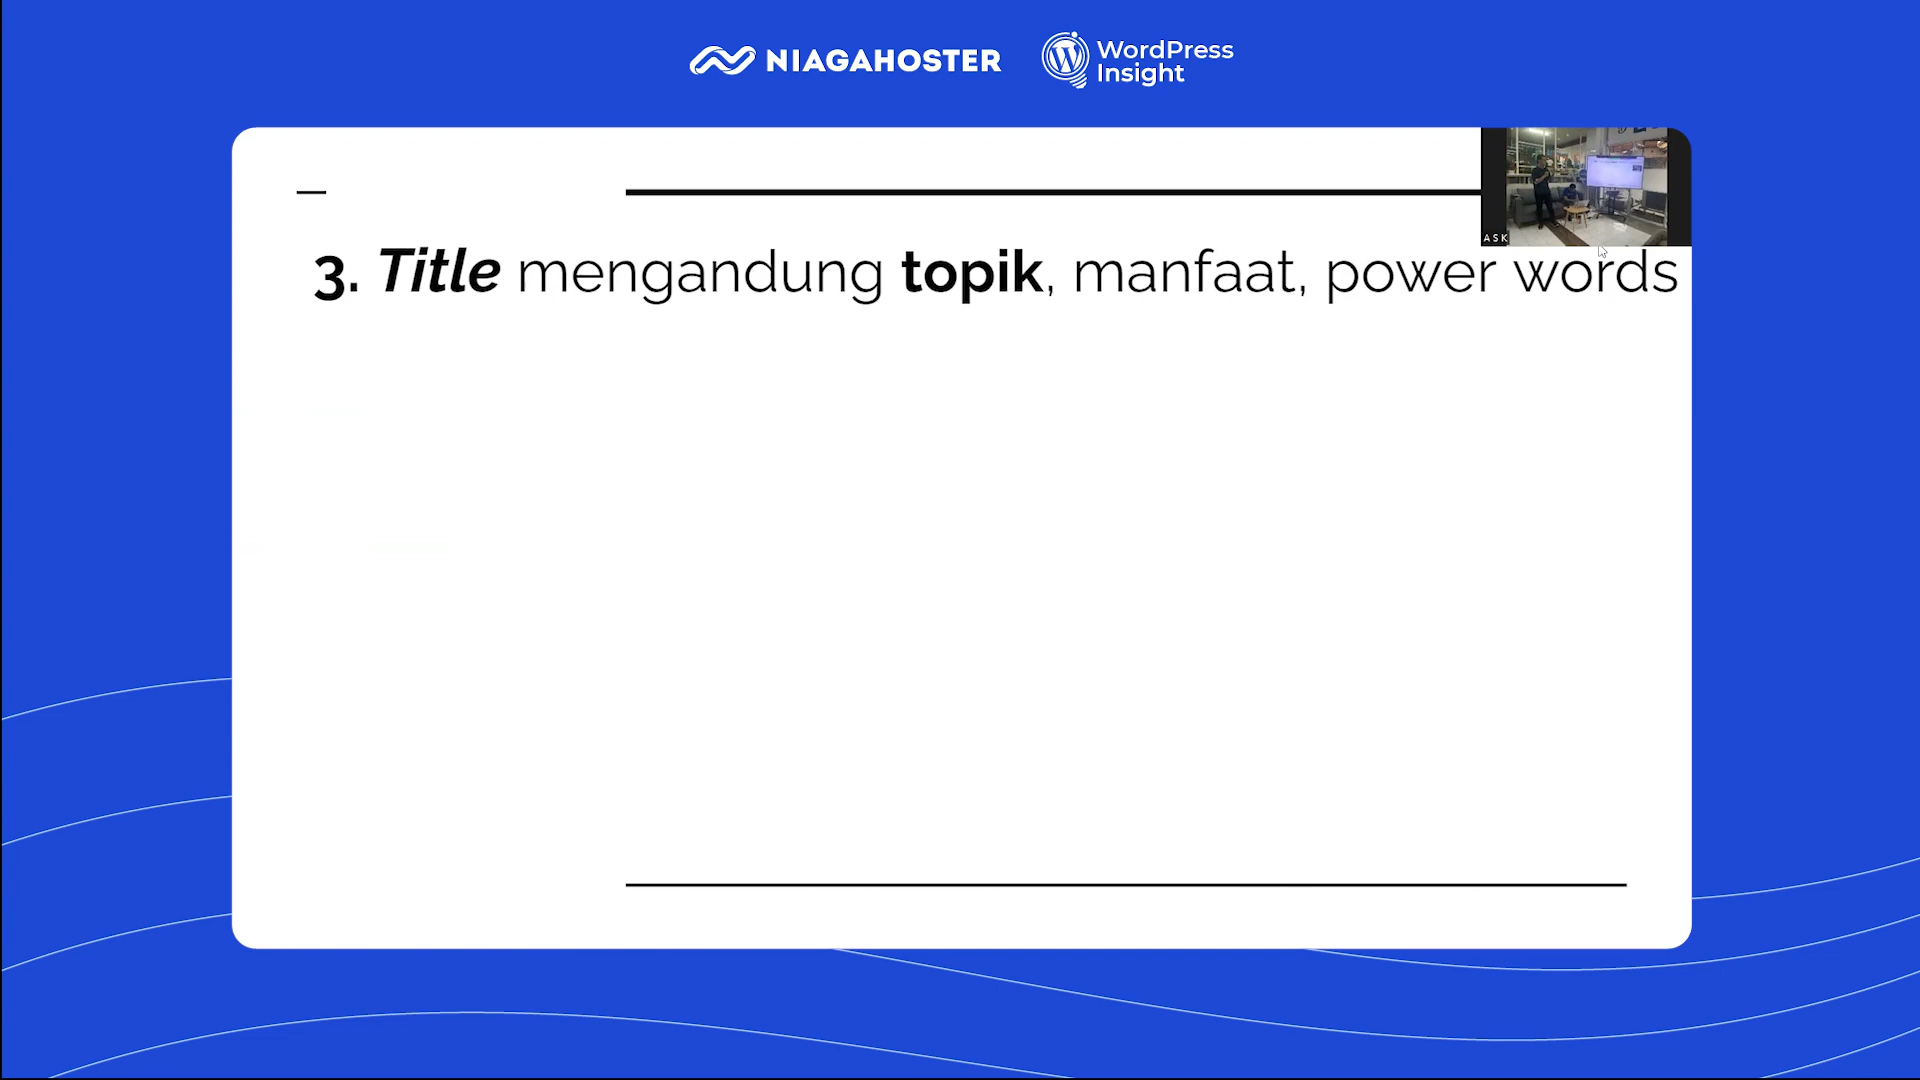 NIAGAHOSTER
WordPress
Insight
ASK
3. Title mengandung topik, manfaat, power words